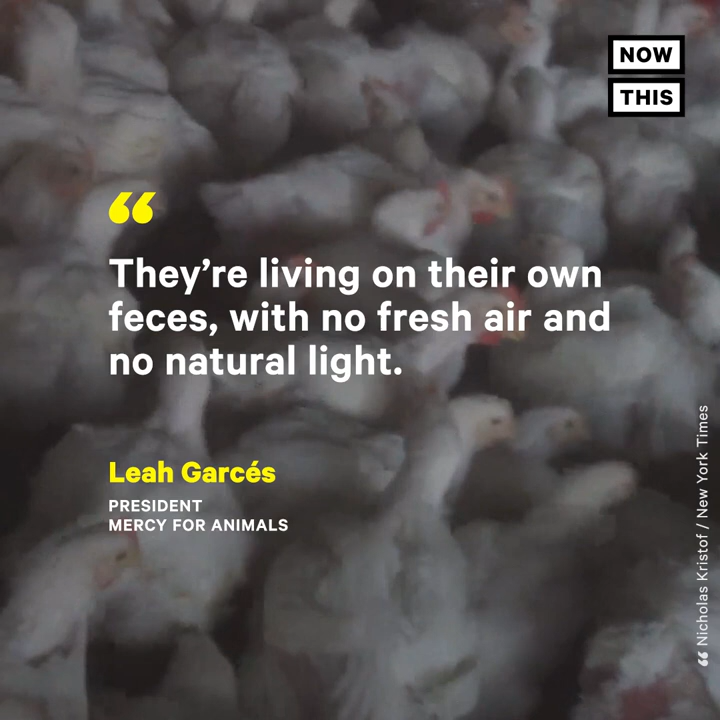 NOW
THIS
“
They’re living on their own
feces, with no fresh air and
no natural light.
Leah Garcés
PRESIDENT
MERCY FOR ANIMALS
“ Nicholas Kristof / New York Times